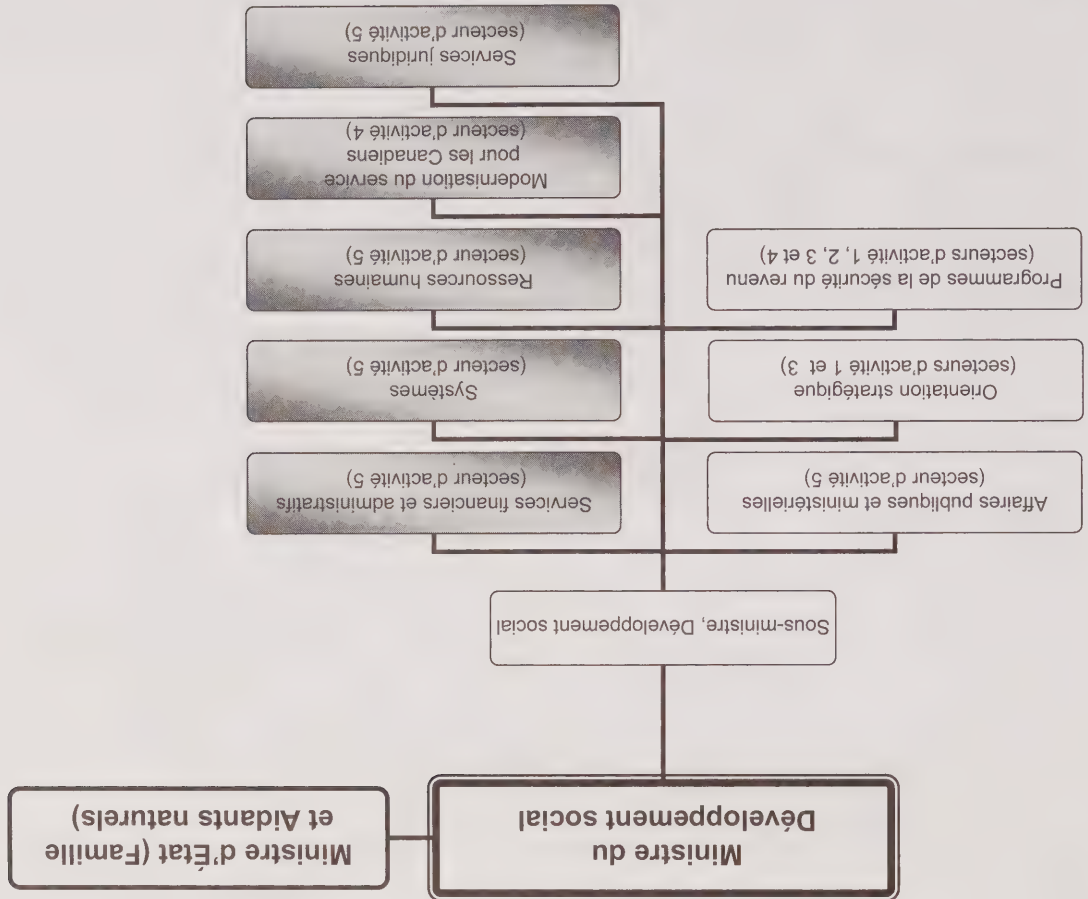 Ministre du
Développement social
Ministre d'État (Famille
et Aidants naturels)
Sous-ministre, Développement social
Affaires publiques et ministérielles
(secteur d'activité 5)
Services financiers et administratifs
(secteur d'activité 5)
Orientation stratégique
(secteurs d'activité 1 et 3)
Systèmes
(secteur d'activité 5)
Programmes de la sécurité du revenu
(secteurs d'activité 1, 2, 3 et 4)
Ressources humaines
(secteur d'activité 5)
Modernisation du service
pour les Canadiens
(secteur d'activité 4)
Services juridiques
(secteur d'activité 5)